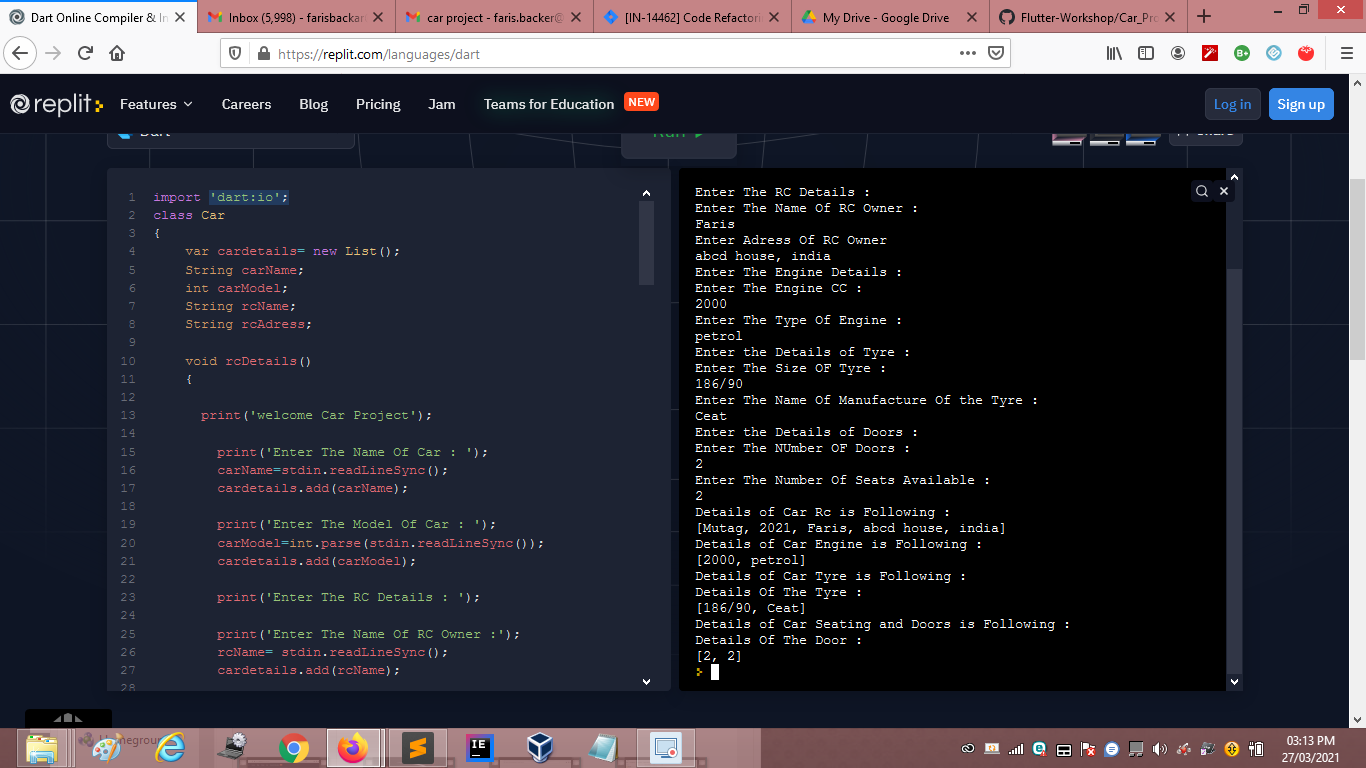 Dart Online Compiler & In
Inbox (5,998) - farisbackar
car project - faris.backer@
[IN-14462] Code Refactorin
My Drive - Google Drive
Flutter-Workshop/Car_Pro
https://replit.com/languages/dart
replit
Features
Careers
Blog
Pricing
Jam
Teams for Education
NEW
Log in
Sign up
Dart
Run
1 import 'dart:io';
2 class Car
3 {
4 var cardetails= new List();
5 String carName;
6 int carModel;
7 String rcName;
8 String rcAdress;
9
10 void rcDetails()
11 {
12
13 print('welcome Car Project');
14
15 print('Enter The Name Of Car : ');
16 carName=stdin.readLineSync();
17 cardetails.add(carName);
18
19 print('Enter The Model Of Car : ');
20 carModel=int.parse(stdin.readLineSync());
21 cardetails.add(carModel);
22
23 print('Enter The RC Details : ');
24
25 print('Enter The Name Of RC Owner :');
26 rcName= stdin.readLineSync();
27 cardetails.add(rcName);
28
Enter The RC Details :
Enter The Name Of RC Owner :
Faris
Enter Adress Of RC Owner
abcd house, india
Enter The Engine Details :
Enter The Engine CC :
2000
Enter The Type Of Engine :
petrol
Enter the Details of Tyre :
Enter The Size OF Tyre :
186/90
Enter The Name Of Manufacture Of the Tyre :
Ceat
Enter the Details of Doors :
Enter The NUmber OF Doors :
2
Enter The Number Of Seats Available :
2
Details of Car Rc is Following :
[Mutag, 2021, Faris, abcd house, india]
Details of Car Engine is Following :
[2000, petrol]
Details of Car Tyre is Following :
Details Of The Tyre :
[186/90, Ceat]
Details of Car Seating and Doors is Following :
Details Of The Door :
[2, 2]
Homegrou
IE
03:13 PM
27/03/2021